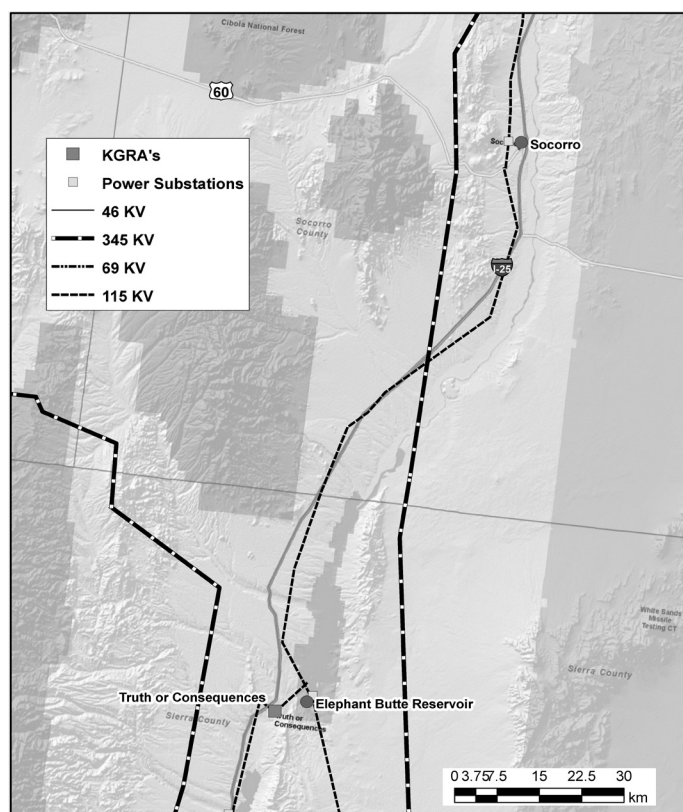 Cibola National Forest
60
KGRA's
Power Substations
46 KV
345 KV
69 KV
115 KV
Socorro
Socorro
County
I-25
White Sands
Missile
Testing CT
Sierra County
Truth or Consequences
Elephant Butte Reservoir
Truth or
Consequences
Sierra County
0 3.75 7.5 15 22.5 30
km